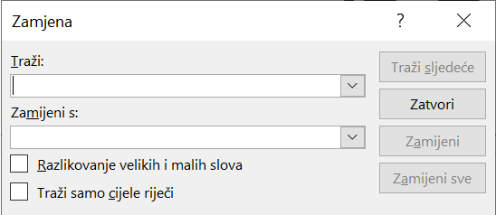 Zamjena
Traži:
Traži sljedeće
Zatvori
Zamijeni s:
Zamijeni
Razlikovanje velikih i malih slova
Zamijeni sve
Traži samo cijele riječi